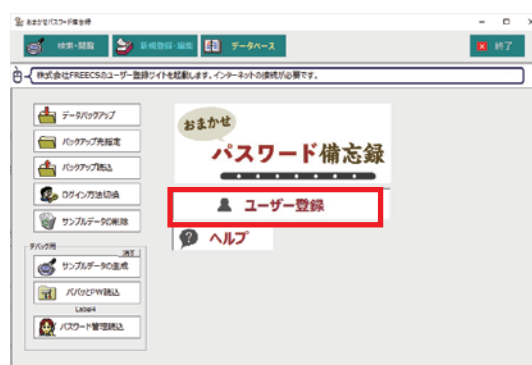 おまかせパスワード備忘録
検索・閲覧
新規登録・編集
データベース
終了
株式会社FREECSのユーザー登録サイトを起動します。インターネットの接続が必要です。
データバックアップ
バックアップ先指定
バックアップ読込
ログイン方法切替
サンプルデータの削除
デバッグ用
消す
サンプルデータの生成
パパッとPW読込
Label4
パスワード管理読込
おまかせ
パスワード備忘録
ユーザー登録
ヘルプ